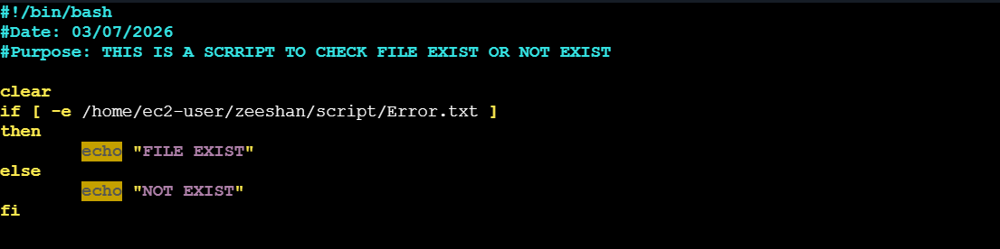 #!/bin/bash
#Date: 03/07/2026
#Purpose: THIS IS A SCRRIPT TO CHECK FILE EXIST OR NOT EXIST
clear
if [ -e /home/ec2-user/zeeshan/script/Error.txt ]
then
echo "FILE EXIST"
else
echo "NOT EXIST"
fi